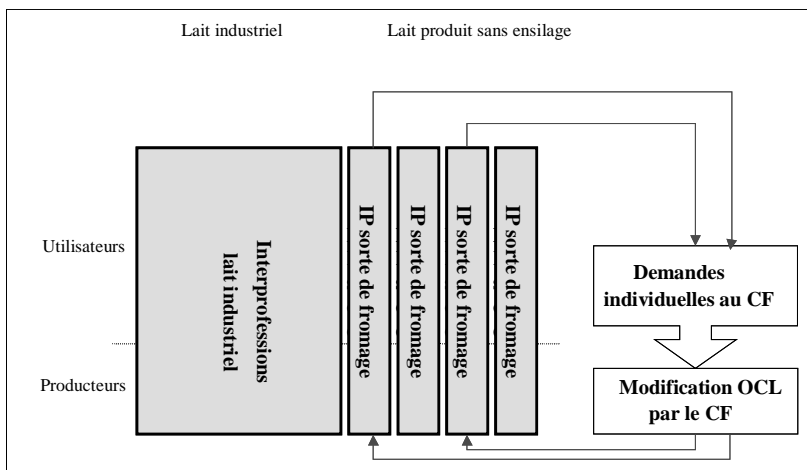 Lait industriel
Lait produit sans ensilage
Utilisateurs
Producteurs
Interprofessions
lait industriel
IP sorte de fromage
IP sorte de fromage
IP sorte de fromage
IP sorte de fromage
Demandes
individuelles au CF
Modification OCL
par le CF